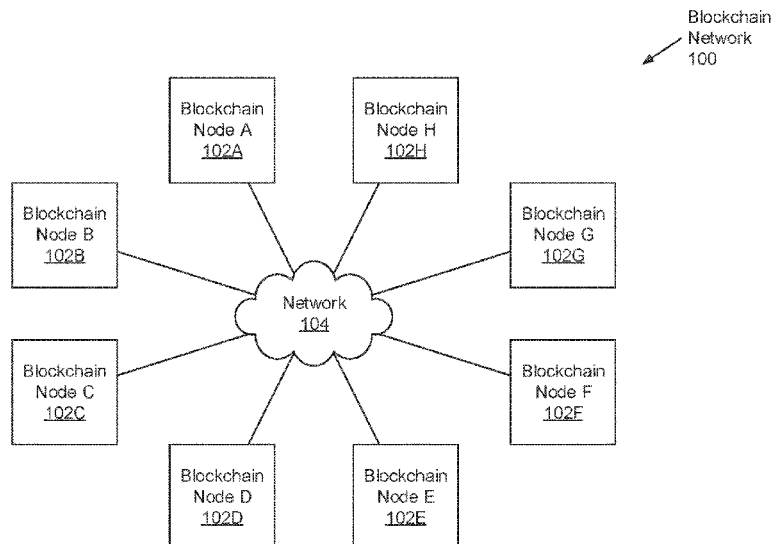 Blockchain
Network
100
Blockchain
Node A
102A
Blockchain
Node H
102H
Blockchain
Node B
102B
Blockchain
Node G
102G
Network
104
Blockchain
Node C
102C
Blockchain
Node F
102F
Blockchain
Node D
102D
Blockchain
Node E
102E